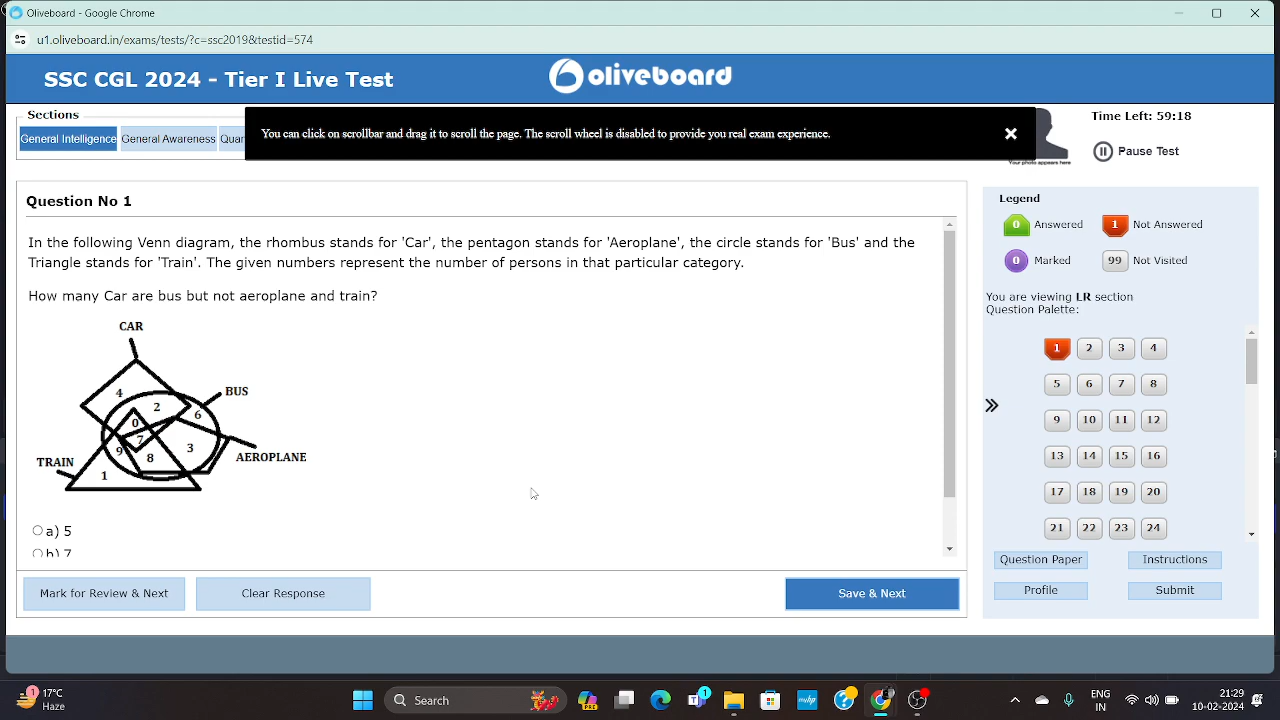 Oliveboard - Google Chrome
u1.oliveboard.in/exams/tests/?c=ssc2019&testid=574
SSC CGL 2024 - Tier I Live Test
oliveboard
Sections
General Intelligence
General Awareness
Quan
You can click on scrollbar and drag it to scroll the page. The scroll wheel is disabled to provide you real exam experience.
Your photo appears here
Time Left: 59:18
Pause Test
Question No 1
In the following Venn diagram, the rhombus stands for 'Car', the pentagon stands for 'Aeroplane', the circle stands for 'Bus' and the
Triangle stands for 'Train'. The given numbers represent the number of persons in that particular category.
How many Car are bus but not aeroplane and train?
CAR
BUS
4
2
6
0
7
9
8
3
1
TRAIN
AEROPLANE
a) 5
b) 7
Mark for Review & Next
Clear Response
Save & Next
Legend
0 Answered
1 Not Answered
0 Marked
99 Not Visited
You are viewing LR section
Question Palette:
1 2 3 4
5 6 7 8
9 10 11 12
13 14 15 16
17 18 19 20
21 22 23 24
Question Paper
Instructions
Profile
Submit
17°C
Haze
Search
1
ENG
IN
21:29
10-02-2024